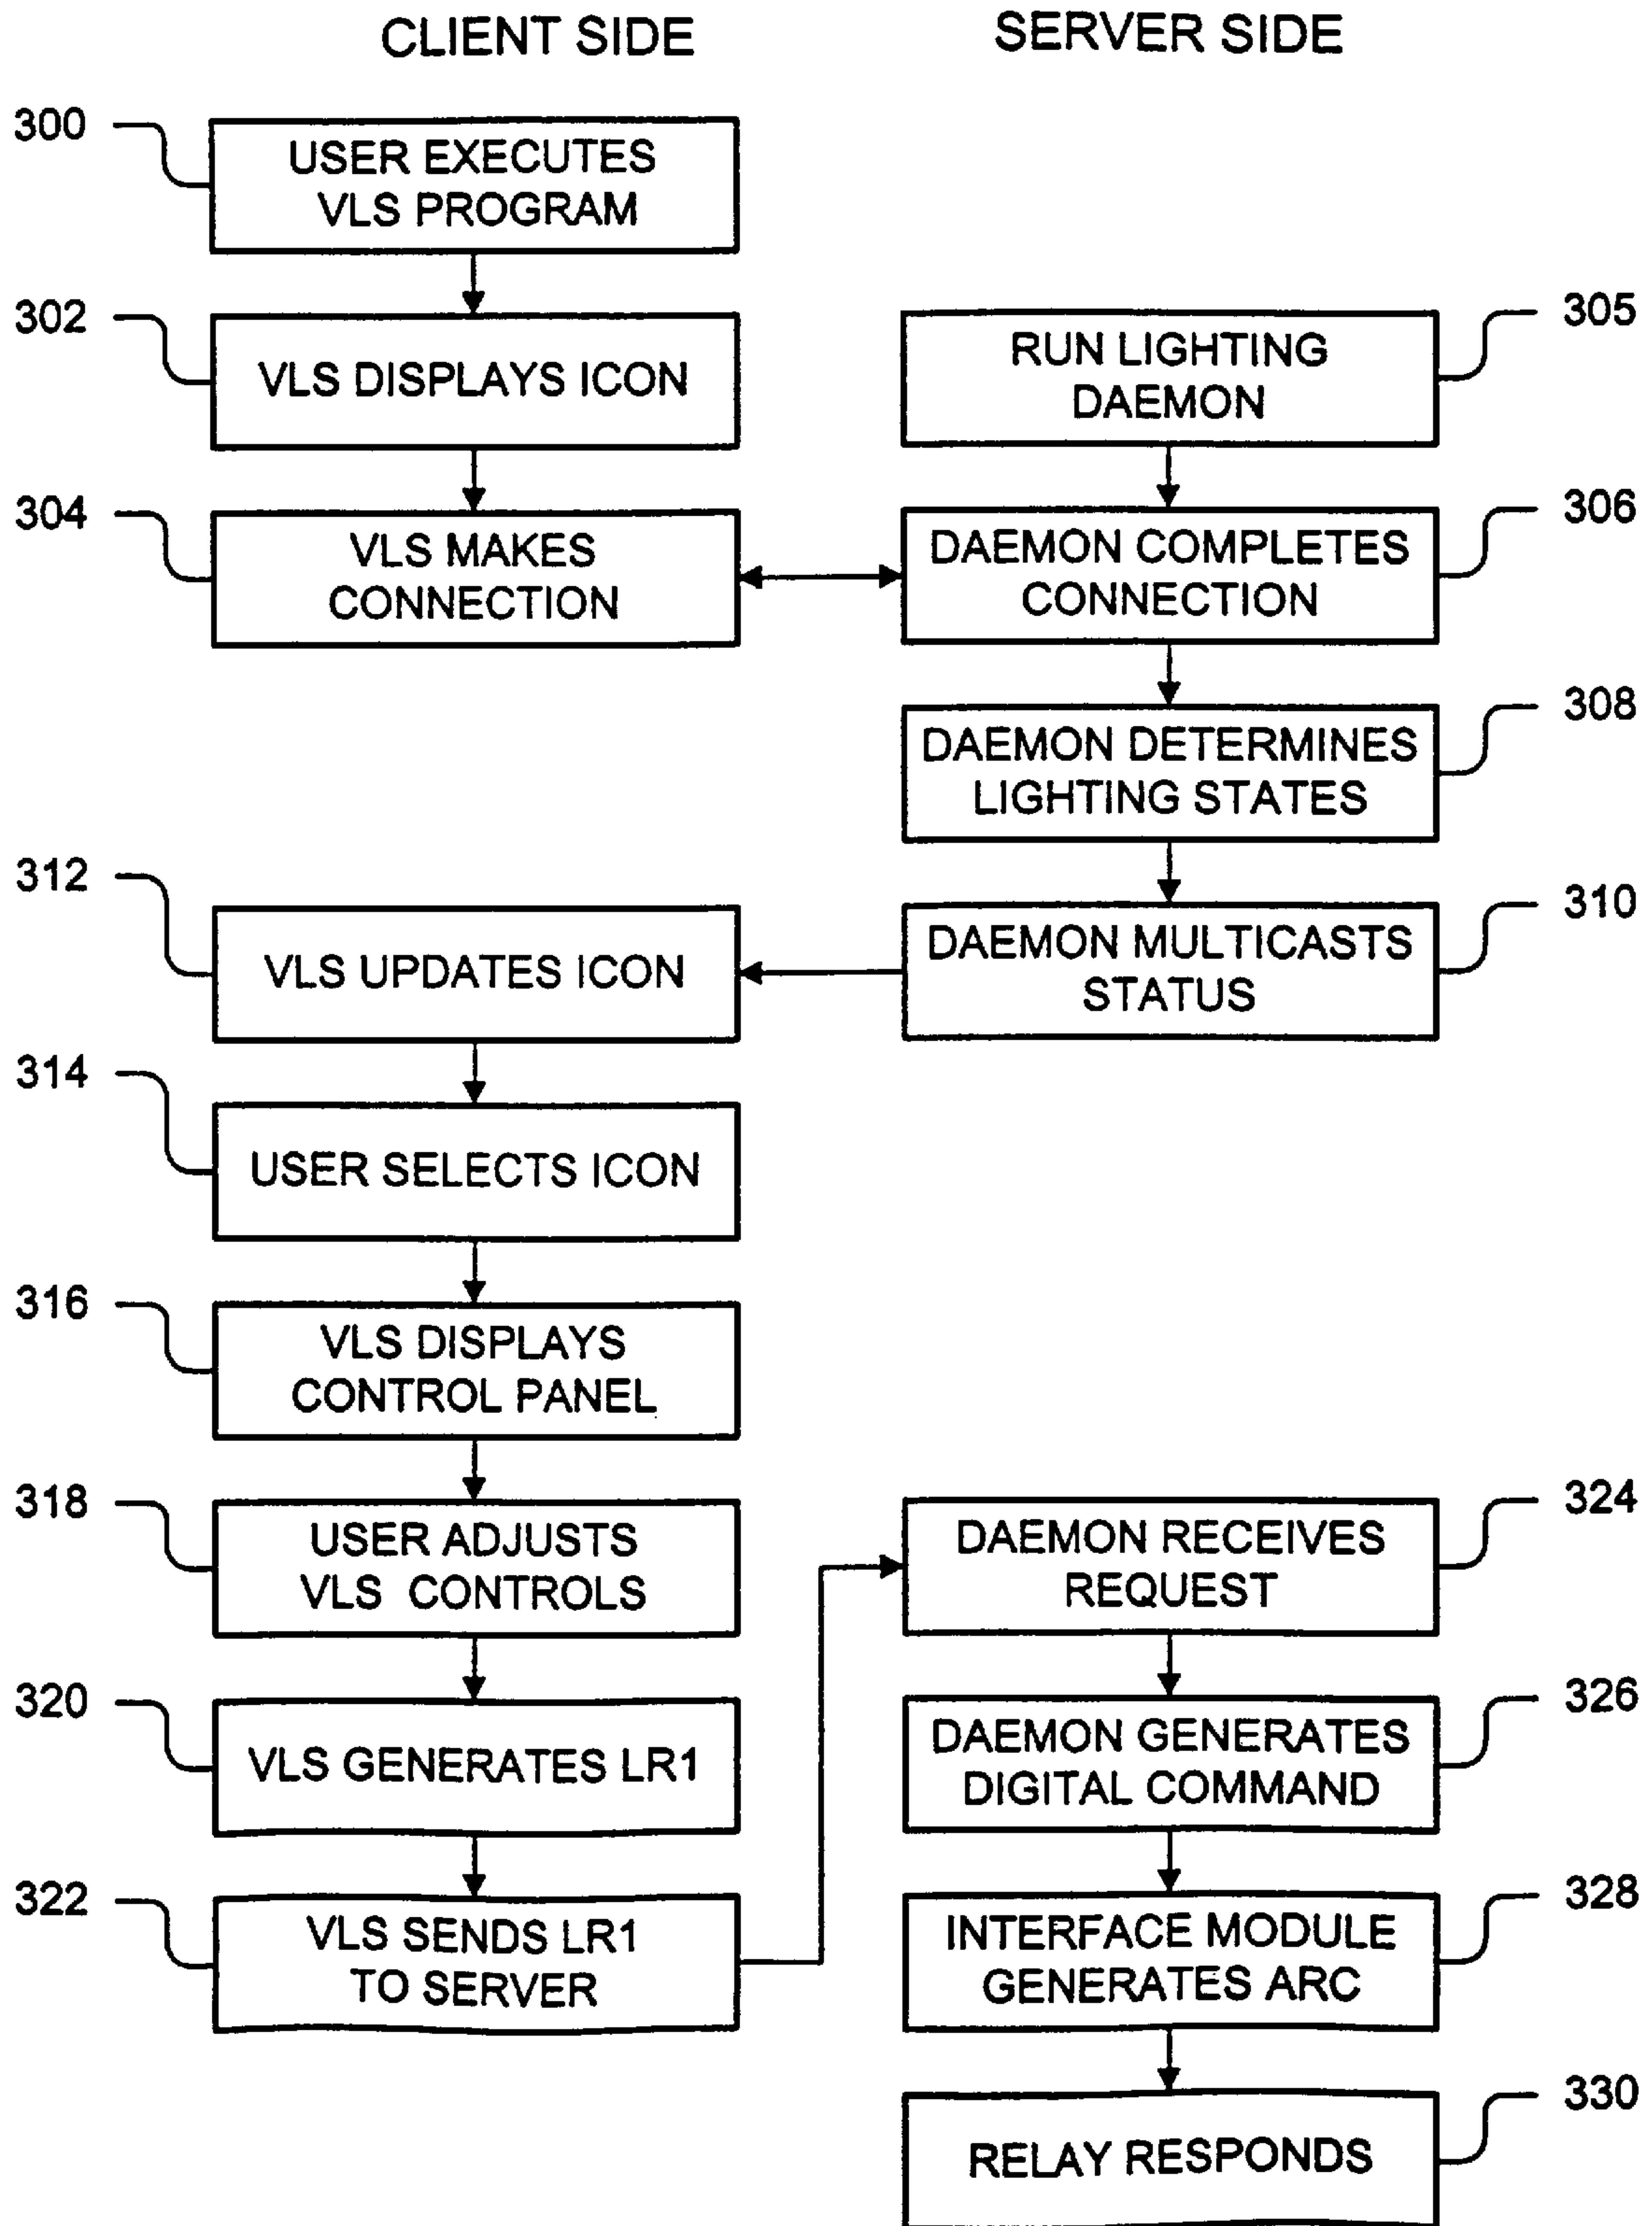 CLIENT SIDE
SERVER SIDE
300
USER EXECUTES
VLS PROGRAM
302
VLS DISPLAYS ICON
305
RUN LIGHTING
DAEMON
304
VLS MAKES
CONNECTION
306
DAEMON COMPLETES
CONNECTION
308
DAEMON DETERMINES
LIGHTING STATES
310
DAEMON MULTICASTS
STATUS
312
VLS UPDATES ICON
314
USER SELECTS ICON
316
VLS DISPLAYS
CONTROL PANEL
318
USER ADJUSTS
VLS CONTROLS
320
VLS GENERATES LR1
322
VLS SENDS LR1
TO SERVER
324
DAEMON RECEIVES
REQUEST
326
DAEMON GENERATES
DIGITAL COMMAND
328
INTERFACE MODULE
GENERATES ARC
330
RELAY RESPONDS